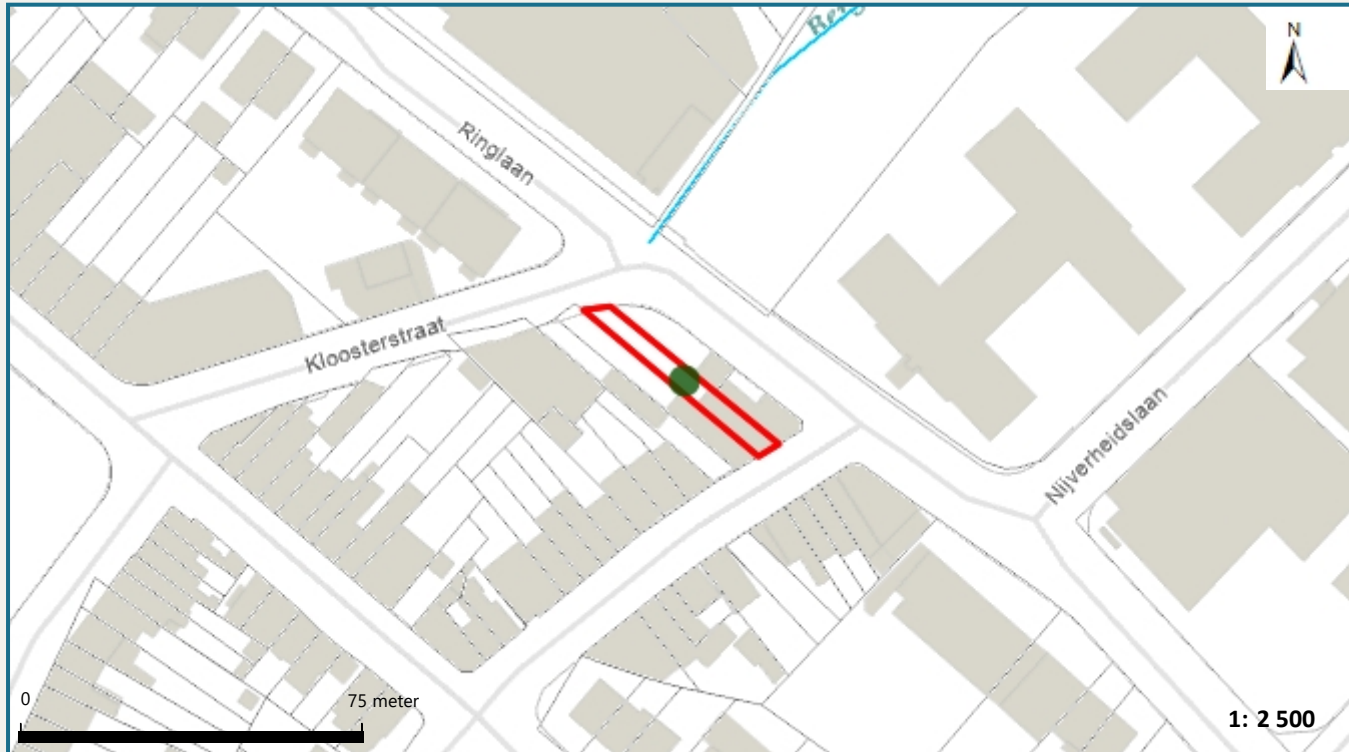 N
Ringlaan
Kloosterstraat
Nijverheidslaan
0
75 meter
1: 2 500